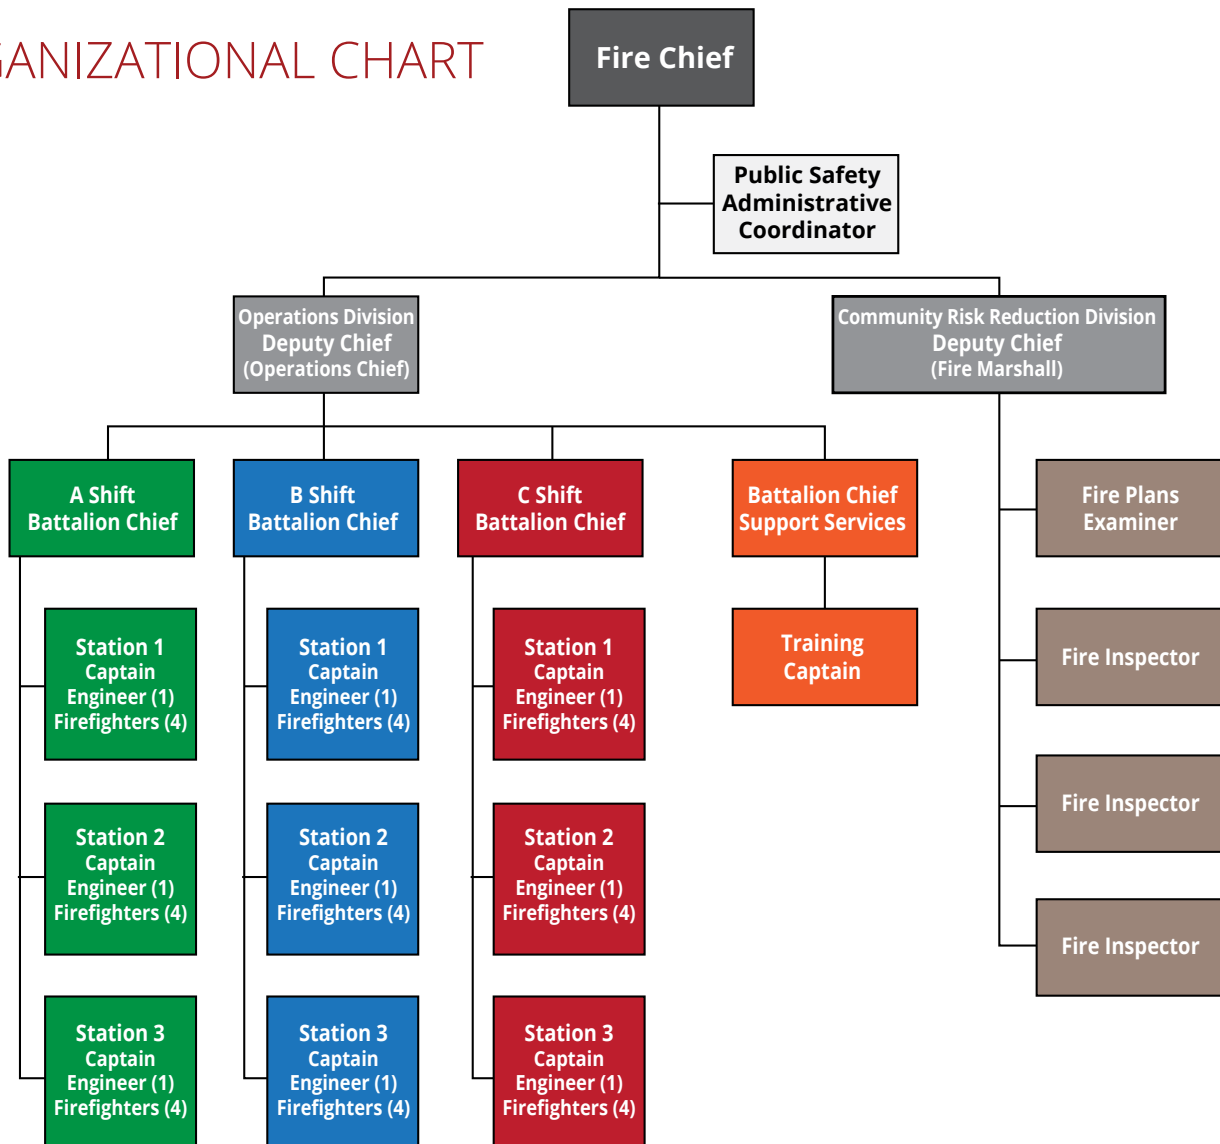 GANIZATIONAL CHART
Fire Chief
Public Safety
Administrative
Coordinator
Operations Division
Deputy Chief
(Operations Chief)
Community Risk Reduction Division
Deputy Chief
(Fire Marshall)
A Shift
Battalion Chief
B Shift
Battalion Chief
C Shift
Battalion Chief
Battalion Chief
Support Services
Fire Plans
Examiner
Station 1
Captain
Engineer (1)
Firefighters (4)
Station 1
Captain
Engineer (1)
Firefighters (4)
Station 1
Captain
Engineer (1)
Firefighters (4)
Training
Captain
Fire Inspector
Station 2
Captain
Engineer (1)
Firefighters (4)
Station 2
Captain
Engineer (1)
Firefighters (4)
Station 2
Captain
Engineer (1)
Firefighters (4)
Fire Inspector
Station 3
Captain
Engineer (1)
Firefighters (4)
Station 3
Captain
Engineer (1)
Firefighters (4)
Station 3
Captain
Engineer (1)
Firefighters (4)
Fire Inspector